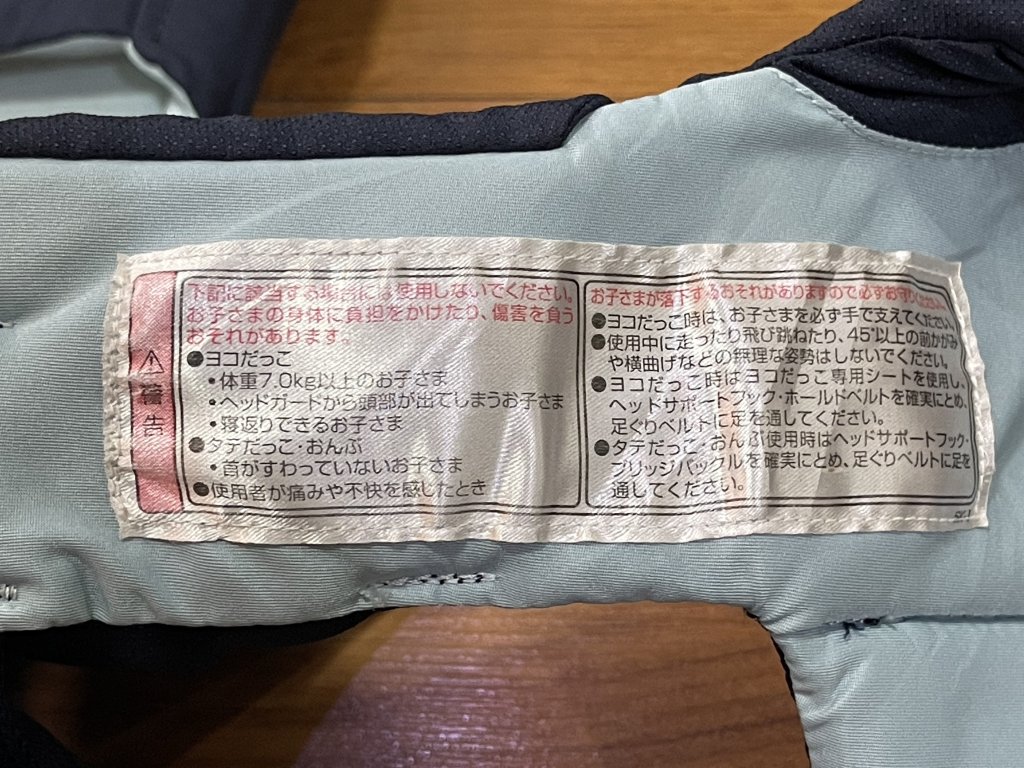 警告
下記に該当する場合には使用しないでください。
お子さまの身体に負担をかけたり、傷害を負う
おそれがあります。
●ヨコだっこ
・体重7.0kg以上のお子さま
・ヘッドガードから頭部が出てしまうお子さま
・寝返りできるお子さま
●タテだっこ・おんぶ
・首がすわっていないお子さま
●使用者が痛みや不快を感じたとき
お子さまが落下するおそれがありますので必ずお守りください。
●ヨコだっこ時は、お子さまを必ず手で支えてください。
●使用中に走ったり飛び跳ねたり、45°以上の前かがみ
や横曲げなどの無理な姿勢はしないでください。
●ヨコだっこ時はヨコだっこ専用シートを使用し、
ヘッドサポートフック・ホールドベルトを確実にとめ、
足ぐりベルトに足を通してください。
●タテだっこ・おんぶ使用時はヘッドサポートフック・
ブリッジバックルを確実にとめ、足ぐりベルトに足を
通してください。